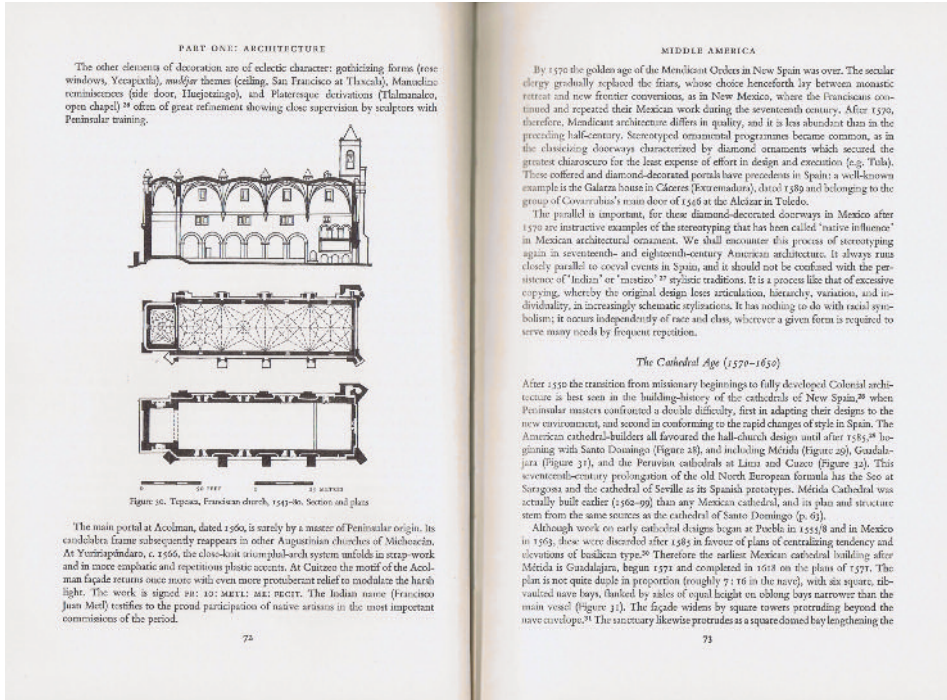 PART ONE: ARCHITECTURE
The other elements of decoration are of eclectic character: gothicizing forms (rose
windows, Yecapixtla), mudéjar themes (ceiling, San Francisco at Tlaxcala), Manueline
reminiscences (side door, Huejotzingo), and Plateresque derivations (Tlalmanalco,
open chapel) 26 often of great refinement showing close supervision by sculptors with
Peninsular training.
0 50 FEET
25 METRES
Figure 30. Tepeaca, Franciscan church, 1543-80. Section and plans
The main portal at Acolman, dated 1560, is surely by a master of Peninsular origin. Its
candelabra frame subsequently reappears in other Augustinian churches of Michoacán.
At Yuririapúndaro, c. 1566, the close-knit triumphal-arch system unfolds in strap-work
and in more emphatic and repetitious plastic accents. At Cuitzeo the motif of the Acol-
man façade returns once more with even more protuberant relief to modulate the harsh
light. The work is signed FR: IO: METL: ME: FECIT. The Indian name (Francisco
Juan Metl) testifies to the proud participation of native artisans in the most important
commissions of the period.
72
MIDDLE AMERICA
By 1570 the golden age of the Mendicant Orders in New Spain was over. The secular
clergy gradually replaced the friars, whose choice henceforth lay between monastic
retreat and new frontier conversions, as in New Mexico, where the Franciscans con-
tinued and repeated their Mexican work during the seventeenth century. After 1570,
therefore, Mendicant architecture differs in quality, and it is less abundant than in the
preceding half-century. Stereotyped ornamental programmes became common, as in
the classicizing doorways characterized by diamond ornaments which secured the
greatest chiaroscuro for the least expense of effort in design and execution (e.g. Tula).
These coffered and diamond-decorated portals have precedents in Spain: a well-known
example is the Galarza house in Cáceres (Extremadura), dated 1589 and belonging to the
group of Covarrubias's main door of 1546 at the Alcázar in Toledo.
The parallel is important, for these diamond-decorated doorways in Mexico after
1570 are instructive examples of the stereotyping that has been called 'native influence'
in Mexican architectural ornament. We shall encounter this process of stereotyping
again in seventeenth- and eighteenth-century American architecture. It always runs
closely parallel to coeval events in Spain, and it should not be confused with the per-
sistence of 'Indian' or 'mestizo' 27 stylistic traditions. It is a process like that of excessive
copying, whereby the original design loses articulation, hierarchy, variation, and in-
dividuality, in increasingly schematic stylizations. It has nothing to do with racial sym-
bolism; it occurs independently of race and class, wherever a given form is required to
serve many needs by frequent repetition.
The Cathedral Age (1570-1650)
After 1550 the transition from missionary beginnings to fully developed Colonial archi-
tecture is best seen in the building-history of the cathedrals of New Spain,28 when
Peninsular masters confronted a double difficulty, first in adapting their designs to the
new environment, and second in conforming to the rapid changes of style in Spain. The
American cathedral-builders all favoured the hall-church design until after 1585,29 be-
ginning with Santo Domingo (Figure 28), and including Mérida (Figure 29), Guadala-
jara (Figure 31), and the Peruvian cathedrals at Lima and Cuzco (Figure 32). This
seventeenth-century prolongation of the old North European formula has the Seo at
Saragossa and the cathedral of Seville as its Spanish prototypes. Mérida Cathedral was
actually built earlier (1562-99) than any Mexican cathedral, and its plan and structure
stem from the same sources as the cathedral of Santo Domingo (p. 63).
Although work on early cathedral designs began at Puebla in 1555/8 and in Mexico
in 1563, these were discarded after 1585 in favour of plans of centralizing tendency and
elevations of basilican type.30 Therefore the earliest Mexican cathedral building after
Mérida is Guadalajara, begun 1571 and completed in 1618 on the plans of 1571. The
plan is not quite duple in proportion (roughly 7 : 16 in the nave), with six square, rib-
vaulted nave bays, flanked by aisles of equal height on oblong bays narrower than the
main vessel (Figure 31). The façade widens by square towers protruding beyond the
nave envelope.31 The sanctuary likewise protrudes as a square domed bay lengthening the
73